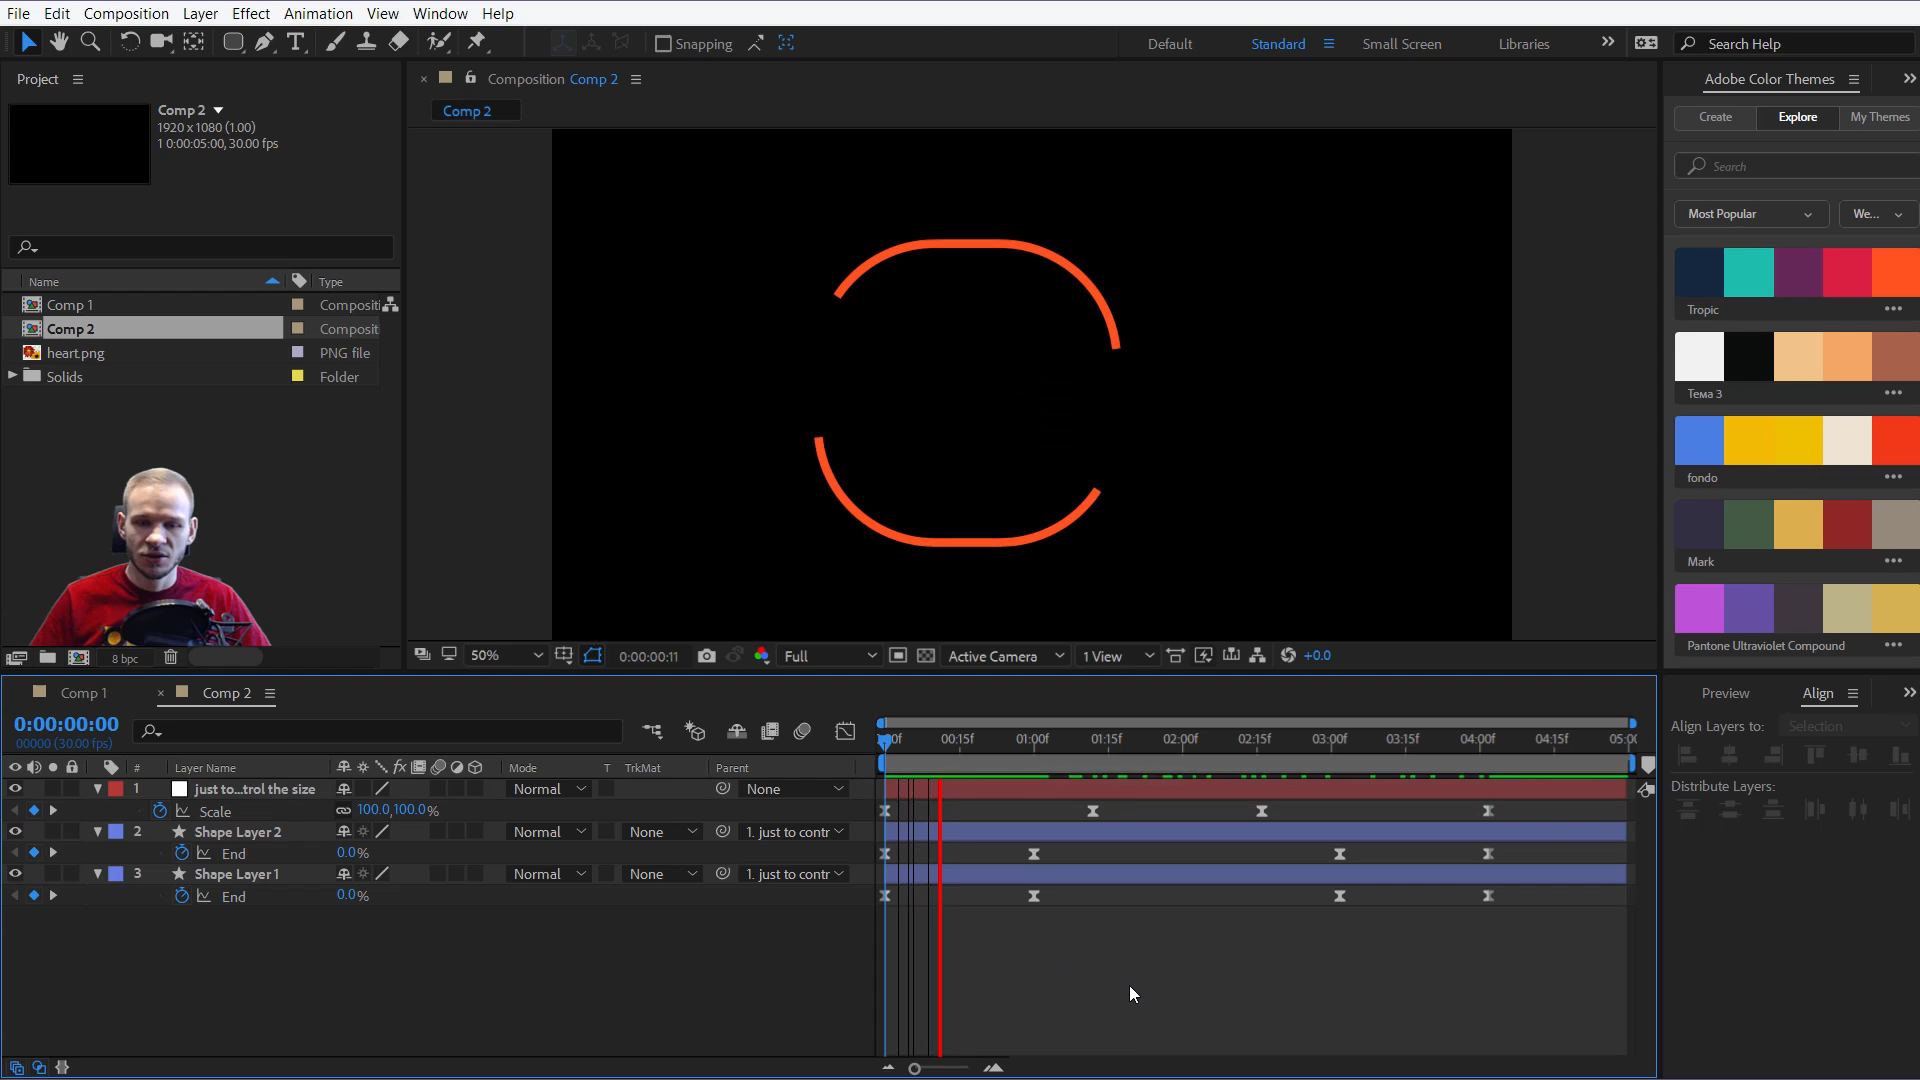 File Edit Composition Layer Effect Animation View Window Help
Snapping Default Standard Small Screen Libraries Search Help
Project
Comp 2
1920 x 1080 (1.00)
1 0:00:05:00, 30.00 fps
Name Type
Comp 1 Compositi
Comp 2 Composit
heart.png PNG file
Solids Folder
8 bpc
Composition Comp 2
Comp 2
50% 0:00:00:11 Full Active Camera 1 View +0.0
Adobe Color Themes
Create Explore My Themes
Search
Most Popular We...
Tropic
Тема 3
fondo
Mark
Pantone Ultraviolet Compound
Comp 1 Comp 2
0:00:00:00
00000 (30.00 fps)
00:15f 01:00f 01:15f 02:00f 02:15f 03:00f 03:15f 04:00f 04:15f
# Layer Name Mode T TrkMat Parent
1 just to...trol the size Normal None
Scale 100.0,100.0%
2 Shape Layer 2 Normal None 1. just to contr
End 0.0%
3 Shape Layer 1 Normal None 1. just to contr
End 0.0%
Preview Align
Align Layers to: Selection
Distribute Layers: